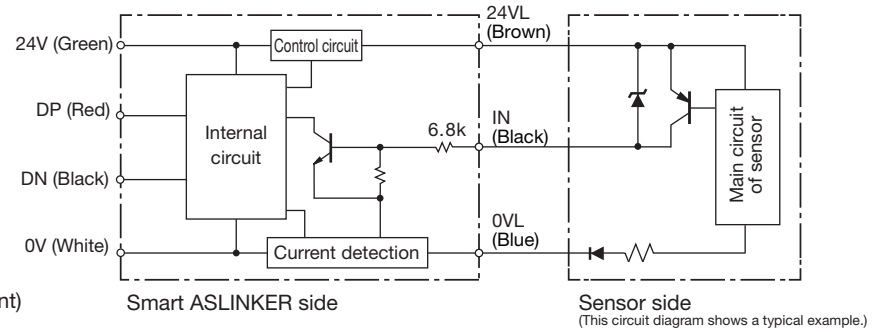 24V (Green)
DP (Red)
DN (Black)
0V (White)
Control circuit
Internal
circuit
6.8k
Current detection
24VL
(Brown)
IN
(Black)
0VL
(Blue)
Main circuit
of sensor
nt)
Smart ASLINKER side
Sensor side
(This circuit diagram shows a typical example.)